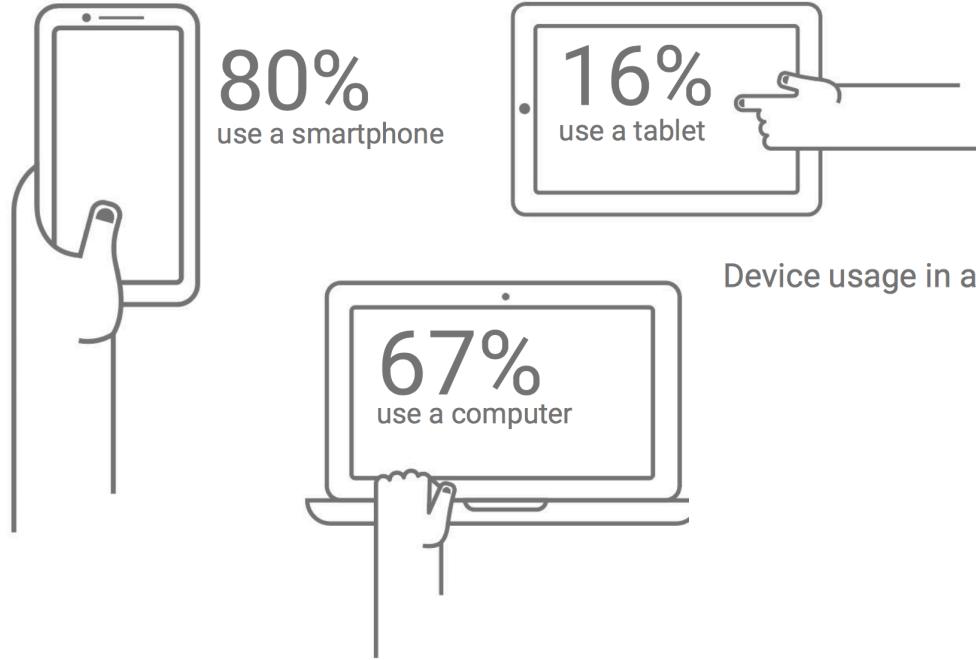 80%
use a smartphone
16%
use a tablet
Device usage in a
67%
use a computer